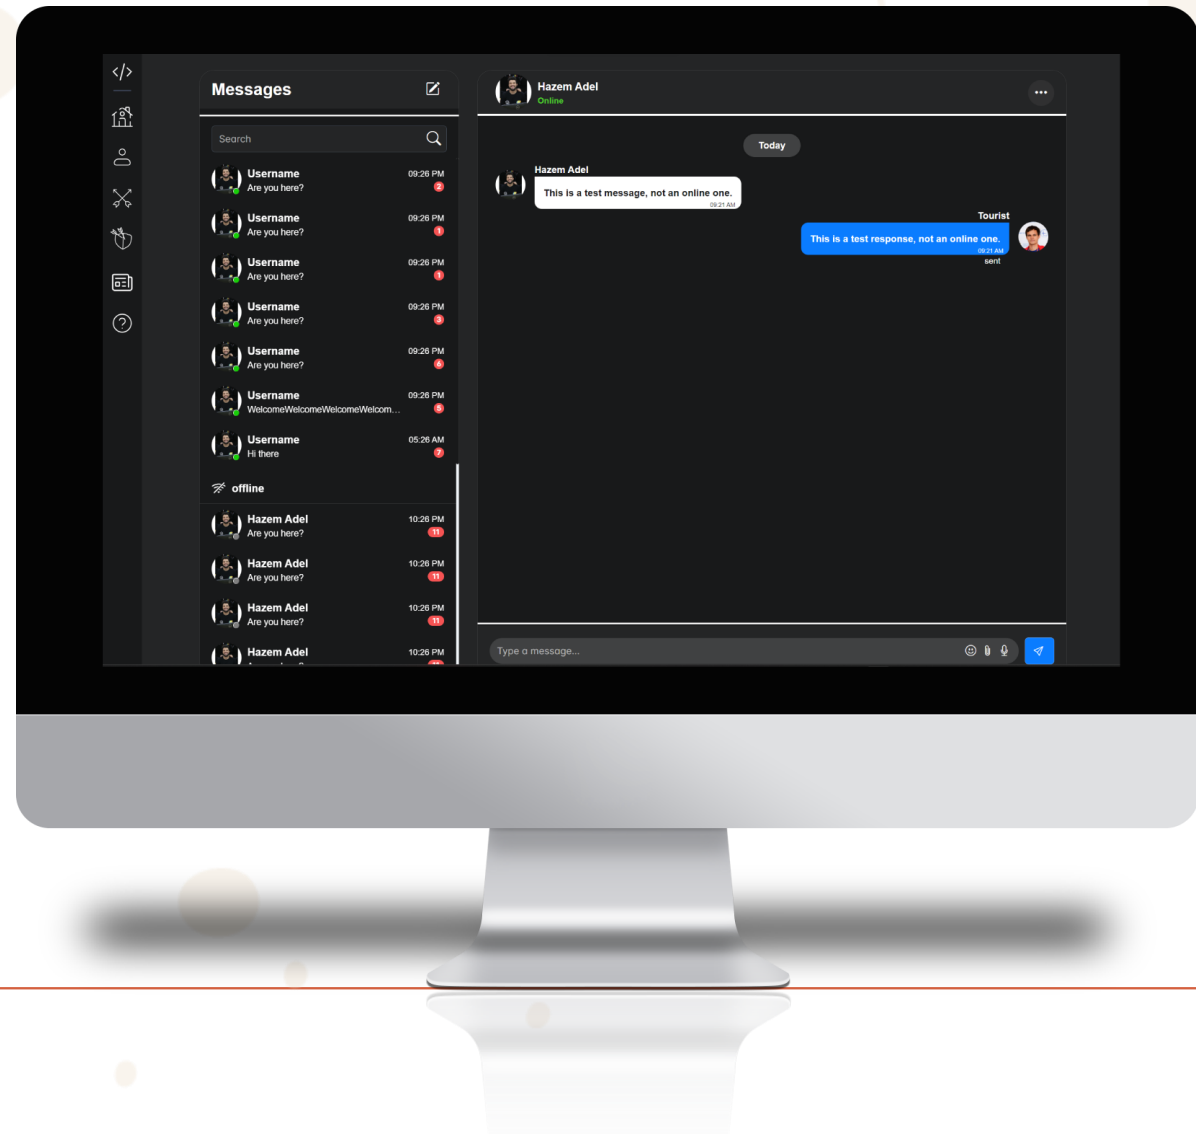 </>
Messages
Search
Username 09:26 PM
Are you here? 2
Username 09:26 PM
Are you here? 1
Username 09:26 PM
Are you here? 1
Username 09:26 PM
Are you here? 3
Username 09:26 PM
Are you here? 6
Username 09:26 PM
WelcomeWelcomeWelcomeWelcom... 5
Username 05:26 AM
Hi there 7
offline
Hazem Adel 10:26 PM
Are you here? 11
Hazem Adel 10:26 PM
Are you here? 11
Hazem Adel 10:26 PM
Are you here? 11
Hazem Adel 10:26 PM
Hazem Adel
Online
Today
Hazem Adel
This is a test message, not an online one.
09:21 AM
Tourist
This is a test response, not an online one.
09:21 AM
sent
Type a message...